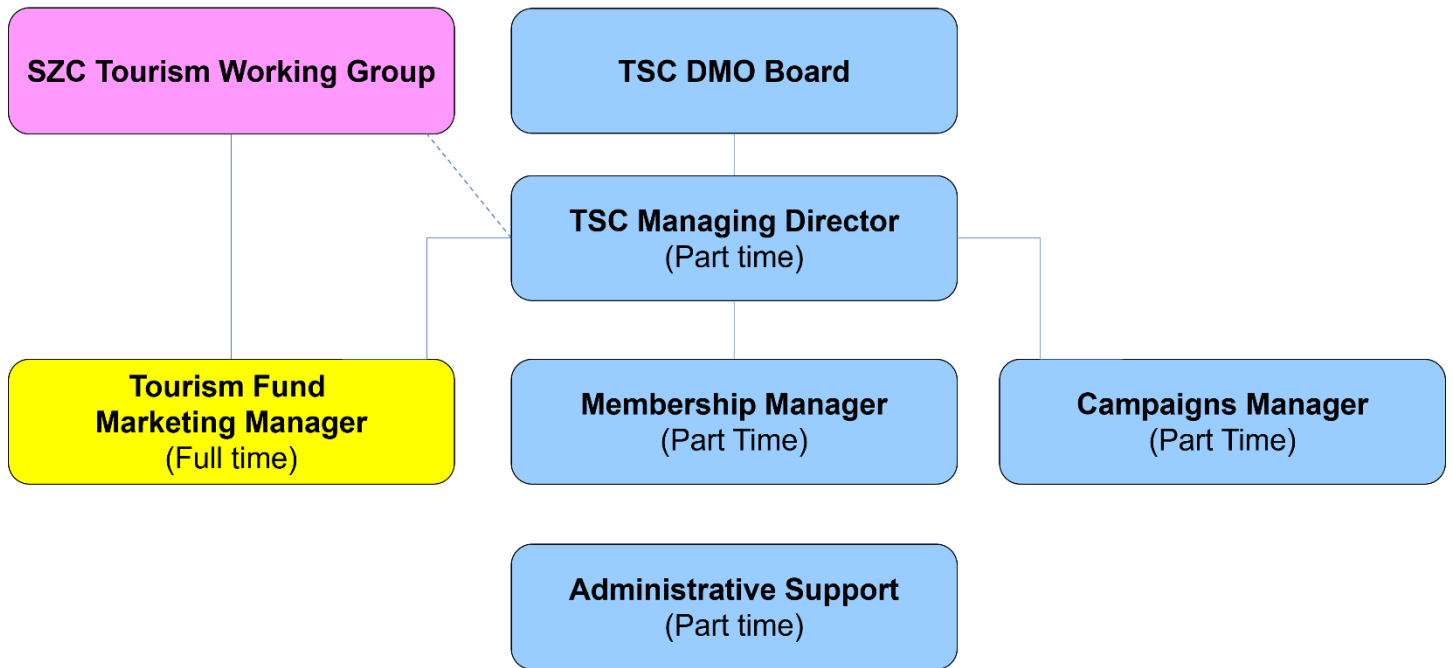 SZC Tourism Working Group
TSC DMO Board
TSC Managing Director
(Part time)
Tourism Fund
Marketing Manager
(Full time)
Membership Manager
(Part Time)
Campaigns Manager
(Part Time)
Administrative Support
(Part time)